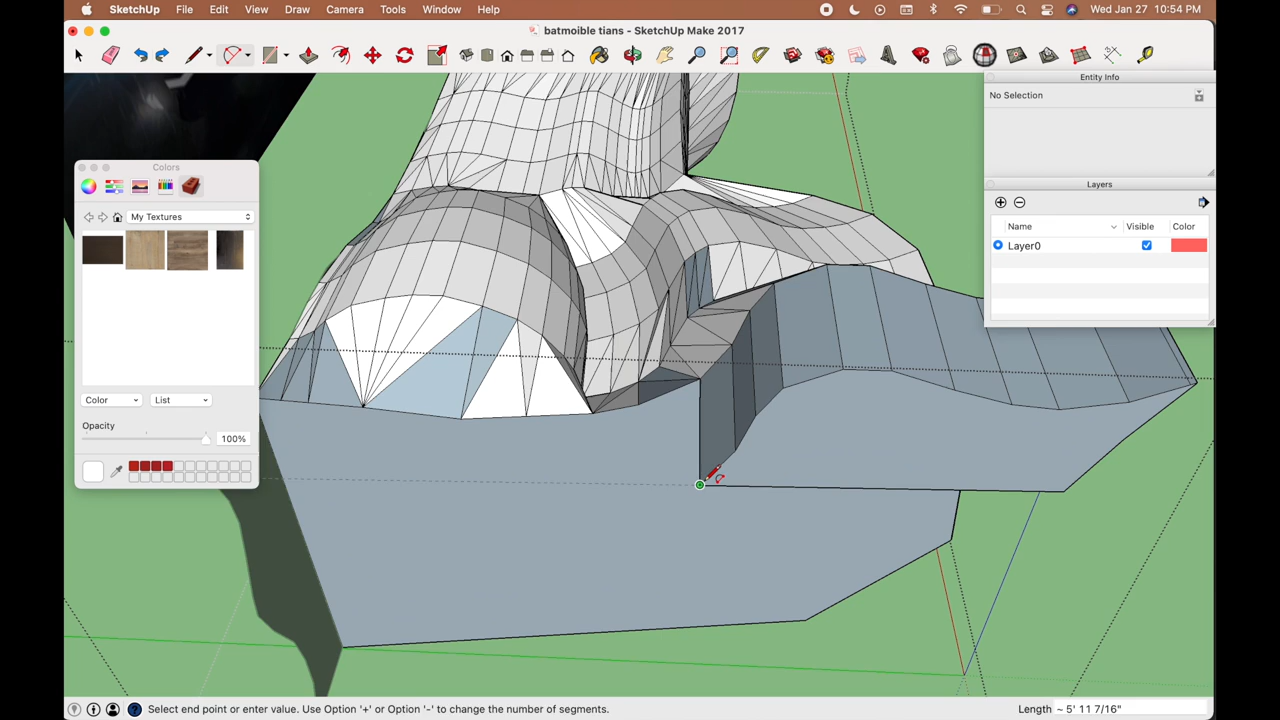 SketchUp File Edit View Draw Camera Tools Window Help Wed Jan 27 10:54 PM
batmoible tians - SketchUp Make 2017
Entity Info
No Selection
Colors
My Textures
Layers
Name Visible Color
Layer0
Color List
Opacity
100%
Select end point or enter value. Use Option '+' or Option '-' to change the number of segments. Length ~ 5' 11 7/16"